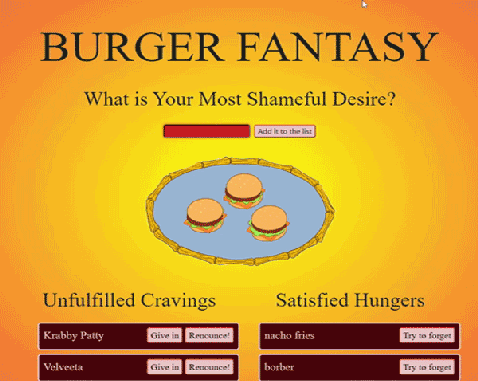 BURGER FANTASY
What is Your Most Shameful Desire?
Add it to the list
Unfulfilled Cravings
Satisfied Hungers
Krabby Patty Give in Renounce!
nacho fries Try to forget
Velveeta Give in Renounce!
borber Try to forget